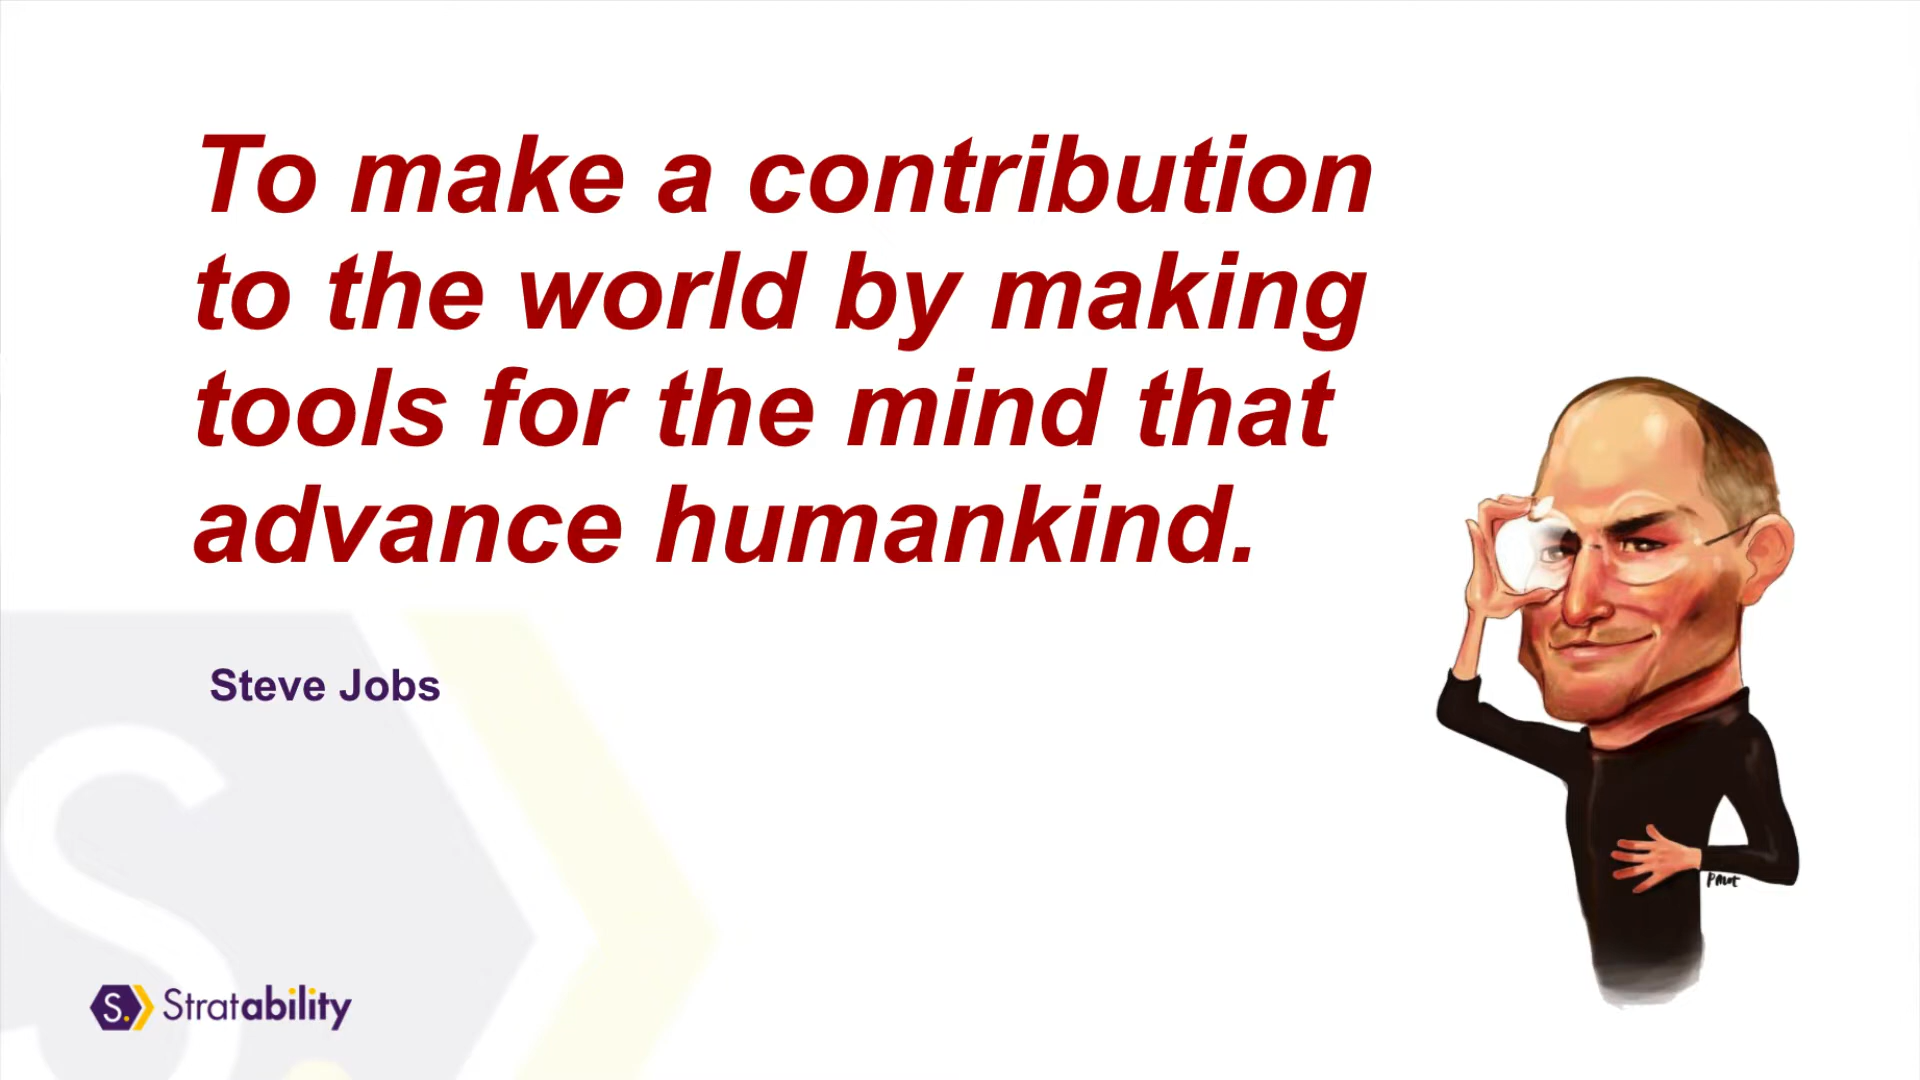 To make a contribution
to the world by making
tools for the mind that
advance humankind.
Steve Jobs
S. Stratability